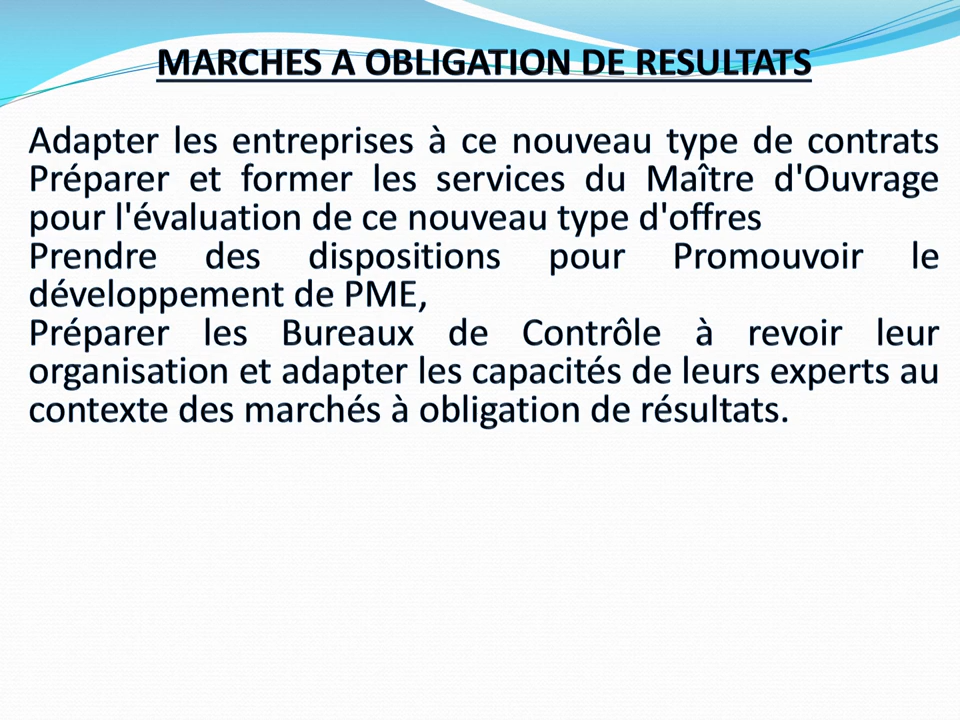 MARCHES A OBLIGATION DE RESULTATS
Adapter les entreprises à ce nouveau type de contrats
Préparer et former les services du Maître d'Ouvrage
pour l'évaluation de ce nouveau type d'offres
Prendre des dispositions pour Promouvoir le
développement de PME,
Préparer les Bureaux de Contrôle à revoir leur
organisation et adapter les capacités de leurs experts au
contexte des marchés à obligation de résultats.